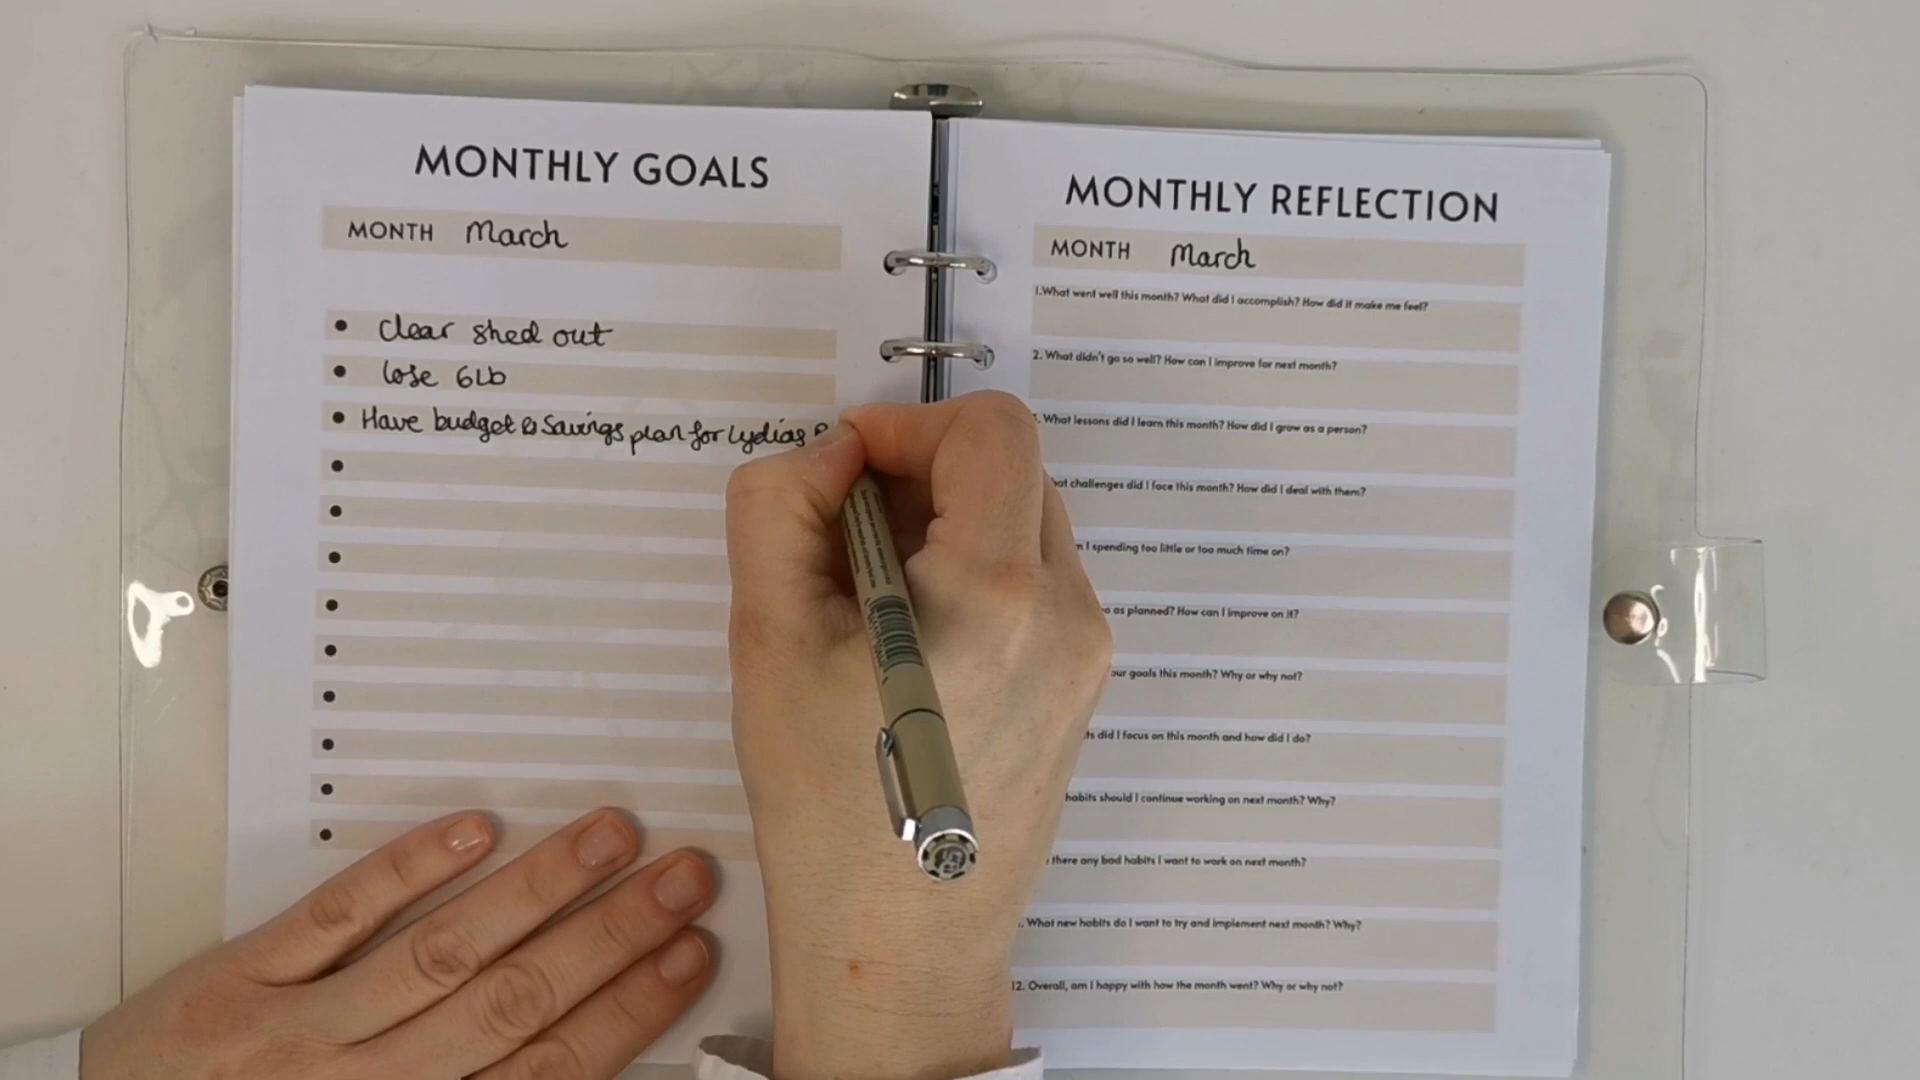 MONTHLY GOALS
MONTH March
clear shed out
lose 6Lb
Have budget & Savings plan for Lydias
MONTHLY REFLECTION
MONTH March
1.What went well this month? What did I accomplish? How did it make me feel?
2. What didn't go so well? How can I improve for next month?
What lessons did I learn this month? How did I grow as a person?
challenges did I face this month? How did I deal with them?
I spending too little or too much time on?
as planned? How can I improve on it?
goals this month? Why or why not?
did I focus on this month and how did I do?
habits should I continue working on next month? Why?
there any bad habits I want to work on next month?
What new habits do I want to try and implement next month? Why?
12. Overall, am I happy with how the month went? Why or why not?